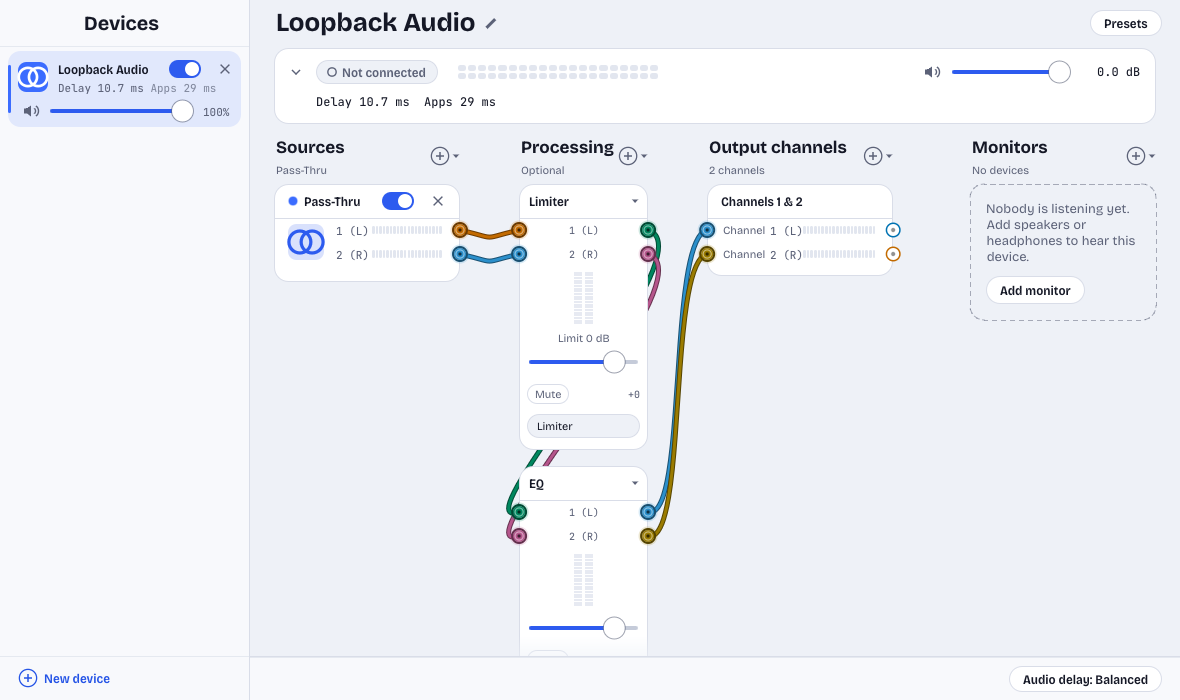 Devices
Loopback Audio
Delay 10.7 ms Apps 29 ms
100%
New device
Loopback Audio
Presets
Not connected
0.0 dB
Delay 10.7 ms Apps 29 ms
Sources
Pass-Thru
Pass-Thru
1 (L)
2 (R)
Processing
Optional
Limiter
1 (L)
2 (R)
Limit 0 dB
Mute +0
Limiter
EQ
1 (L)
2 (R)
Output channels
2 channels
Channels 1 & 2
Channel 1 (L)
Channel 2 (R)
Monitors
No devices
Nobody is listening yet.
Add speakers or
headphones to hear this
device.
Add monitor
Audio delay: Balanced